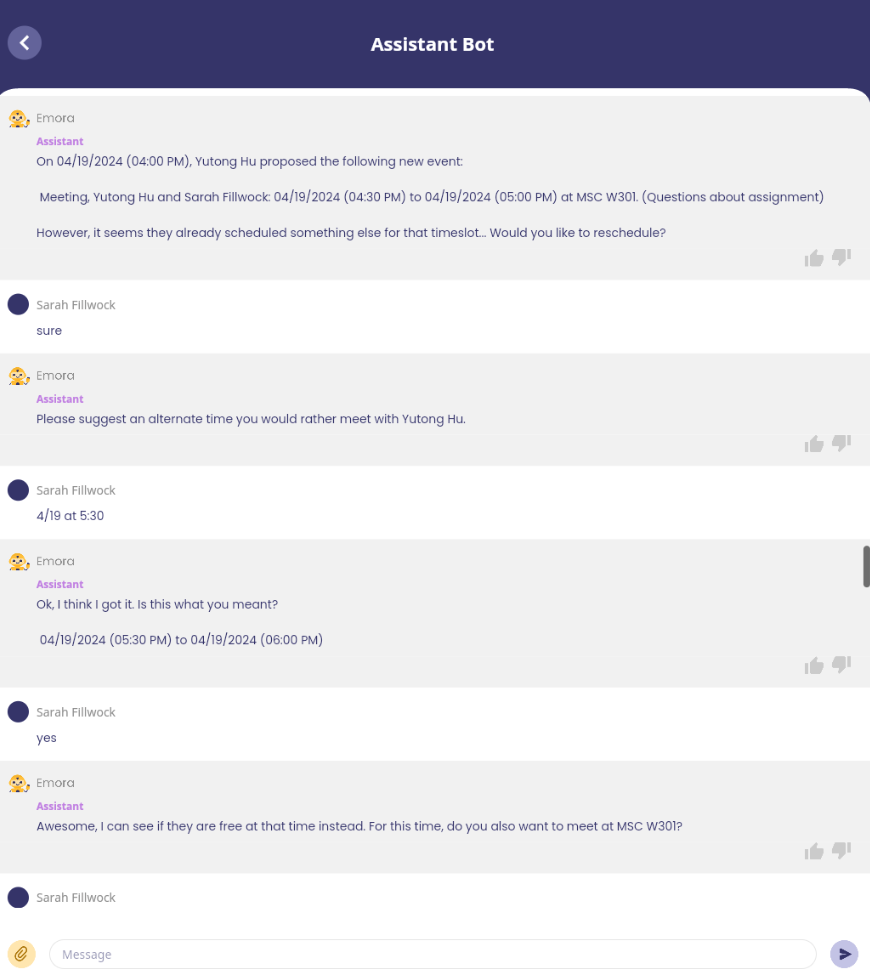 Assistant Bot
Emora
Assistant
On 04/19/2024 (04:00 PM), Yutong Hu proposed the following new event:
Meeting, Yutong Hu and Sarah Fillwock: 04/19/2024 (04:30 PM) to 04/19/2024 (05:00 PM) at MSC W301. (Questions about assignment)
However, it seems they already scheduled something else for that timeslot... Would you like to reschedule?
Sarah Fillwock
sure
Emora
Assistant
Please suggest an alternate time you would rather meet with Yutong Hu.
Sarah Fillwock
4/19 at 5:30
Emora
Assistant
Ok, I think I got it. Is this what you meant?
04/19/2024 (05:30 PM) to 04/19/2024 (06:00 PM)
Sarah Fillwock
yes
Emora
Assistant
Awesome, I can see if they are free at that time instead. For this time, do you also want to meet at MSC W301?
Sarah Fillwock
Message